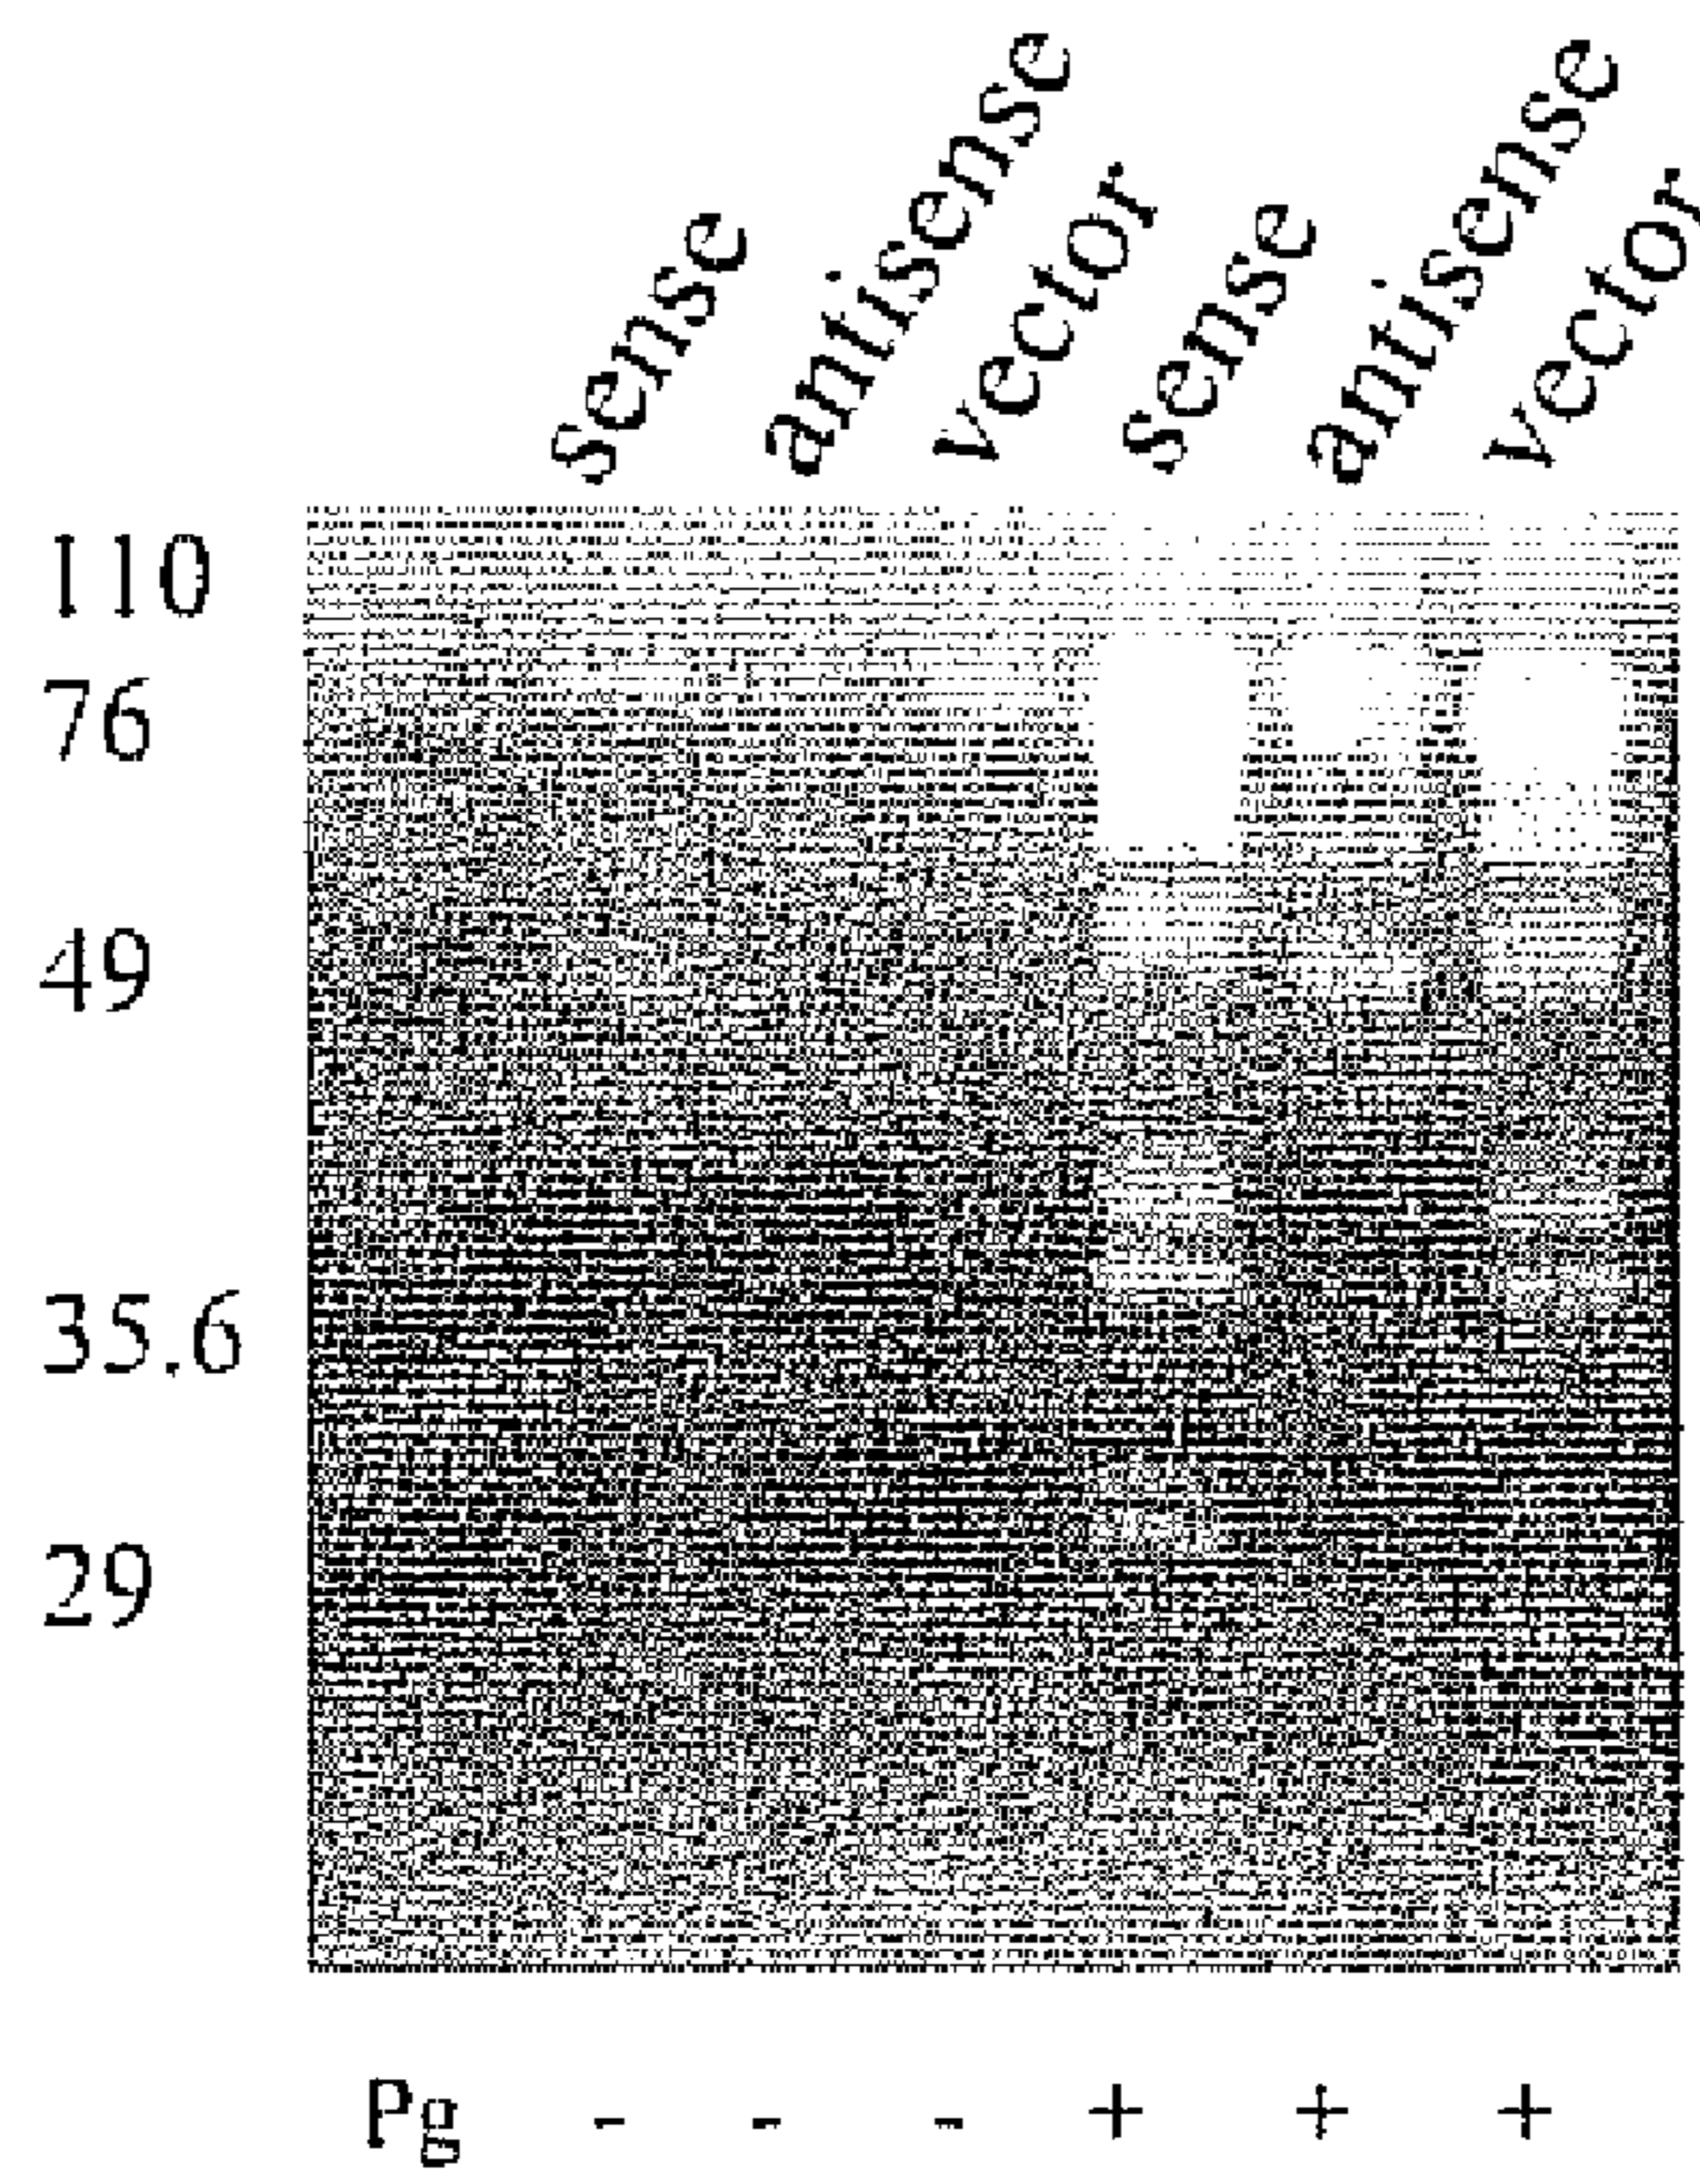 sense antisense vector sense antisense vector
110
76
49
35.6
29
Pg - - - + + +